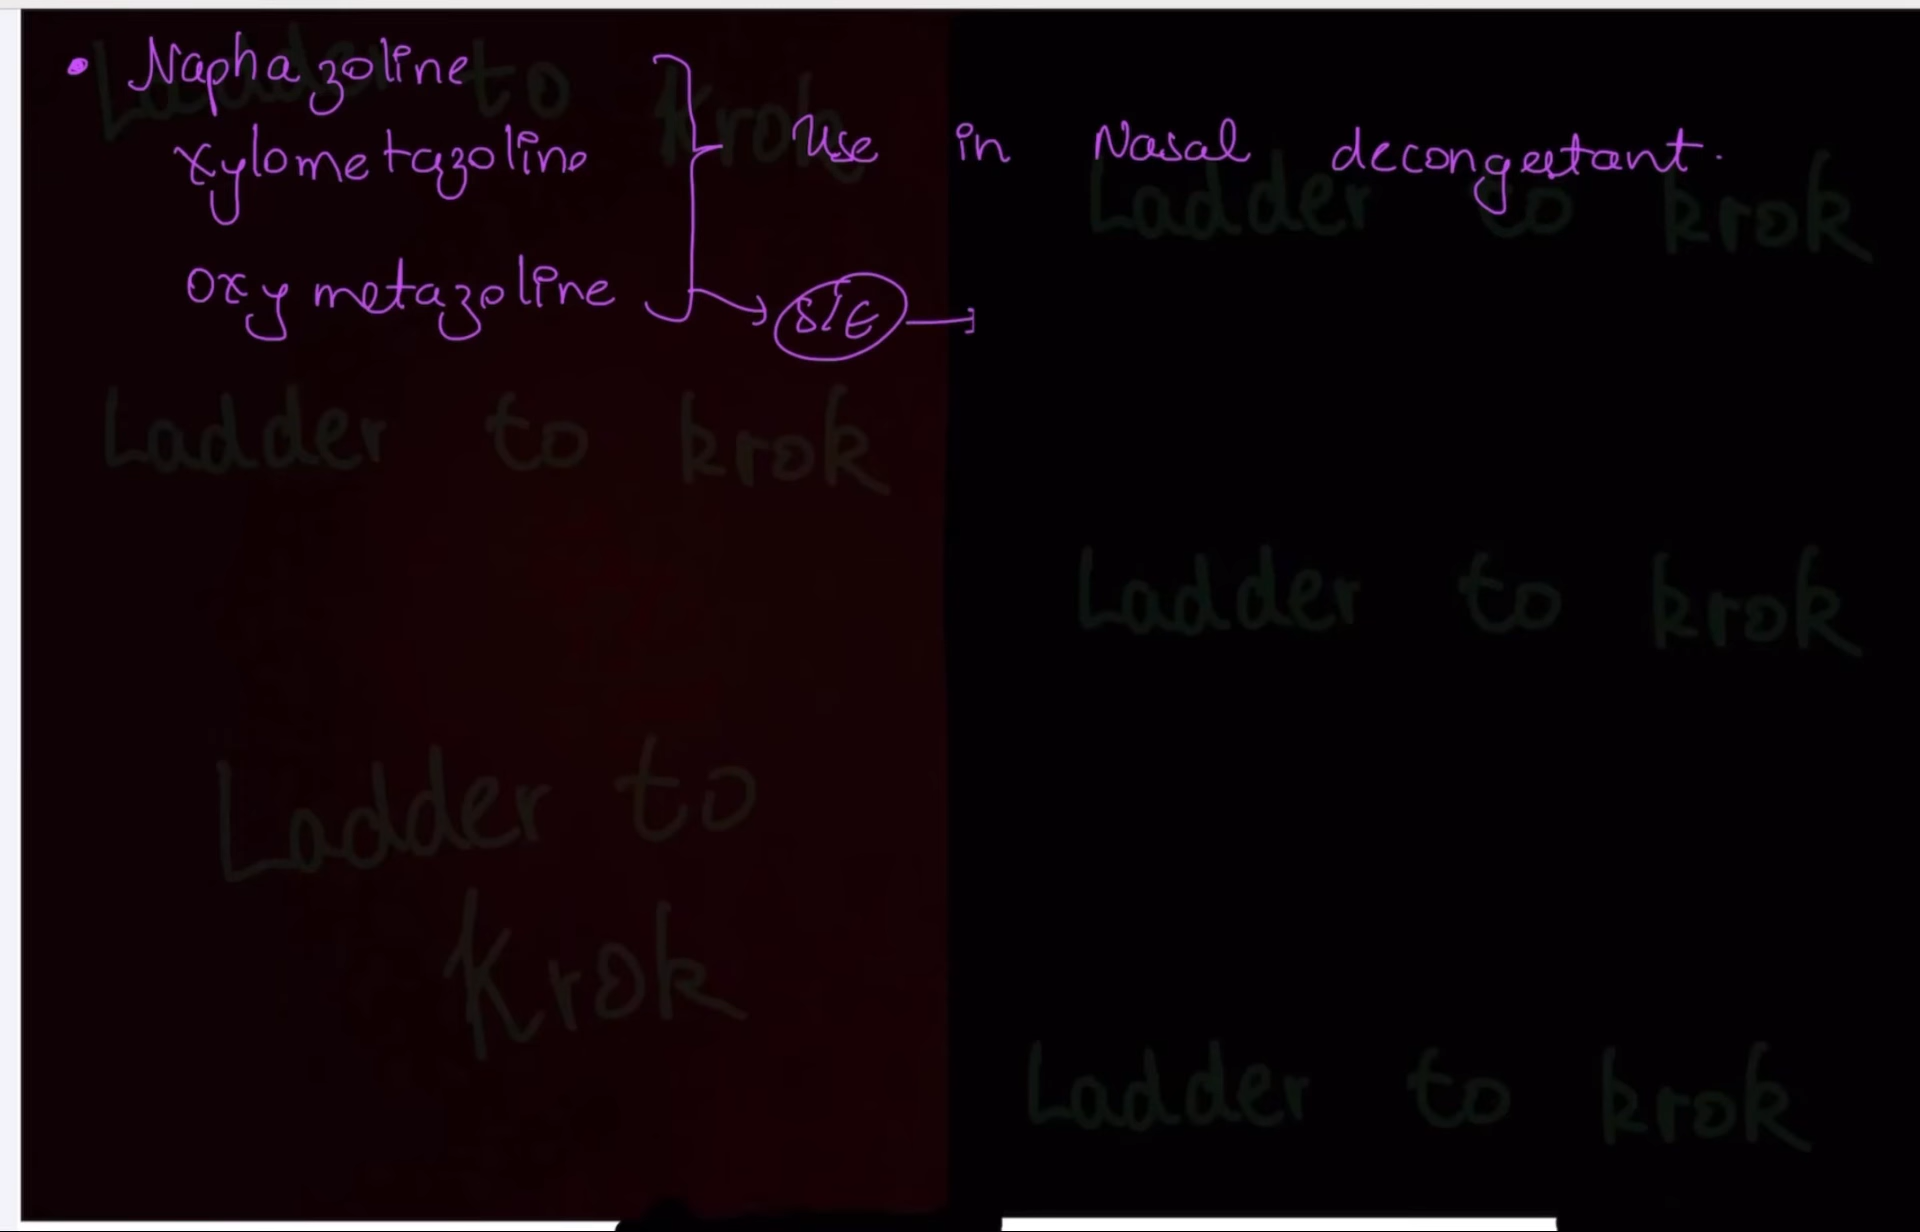 • Naphazoline
Xylometazoline
Use in Nasal decongestant.
oxymetazoline
S/E
Ladder to Krok
Ladder to krok
Ladder to krok
Ladder to krok
Ladder to
Krok
Ladder to krok